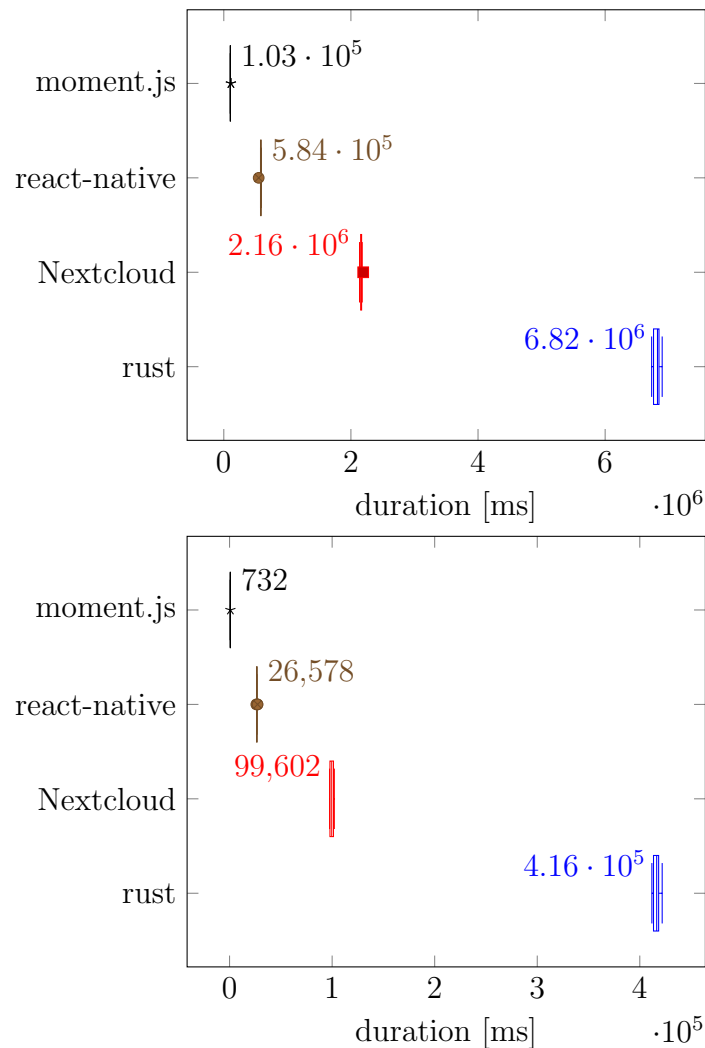 moment.js
1.03 · 10^5
react-native
5.84 · 10^5
Nextcloud
2.16 · 10^6
rust
6.82 · 10^6
0 2 4 6
duration [ms]
·10^6
moment.js
732
react-native
26,578
Nextcloud
99,602
rust
4.16 · 10^5
0 1 2 3 4
duration [ms]
·10^5